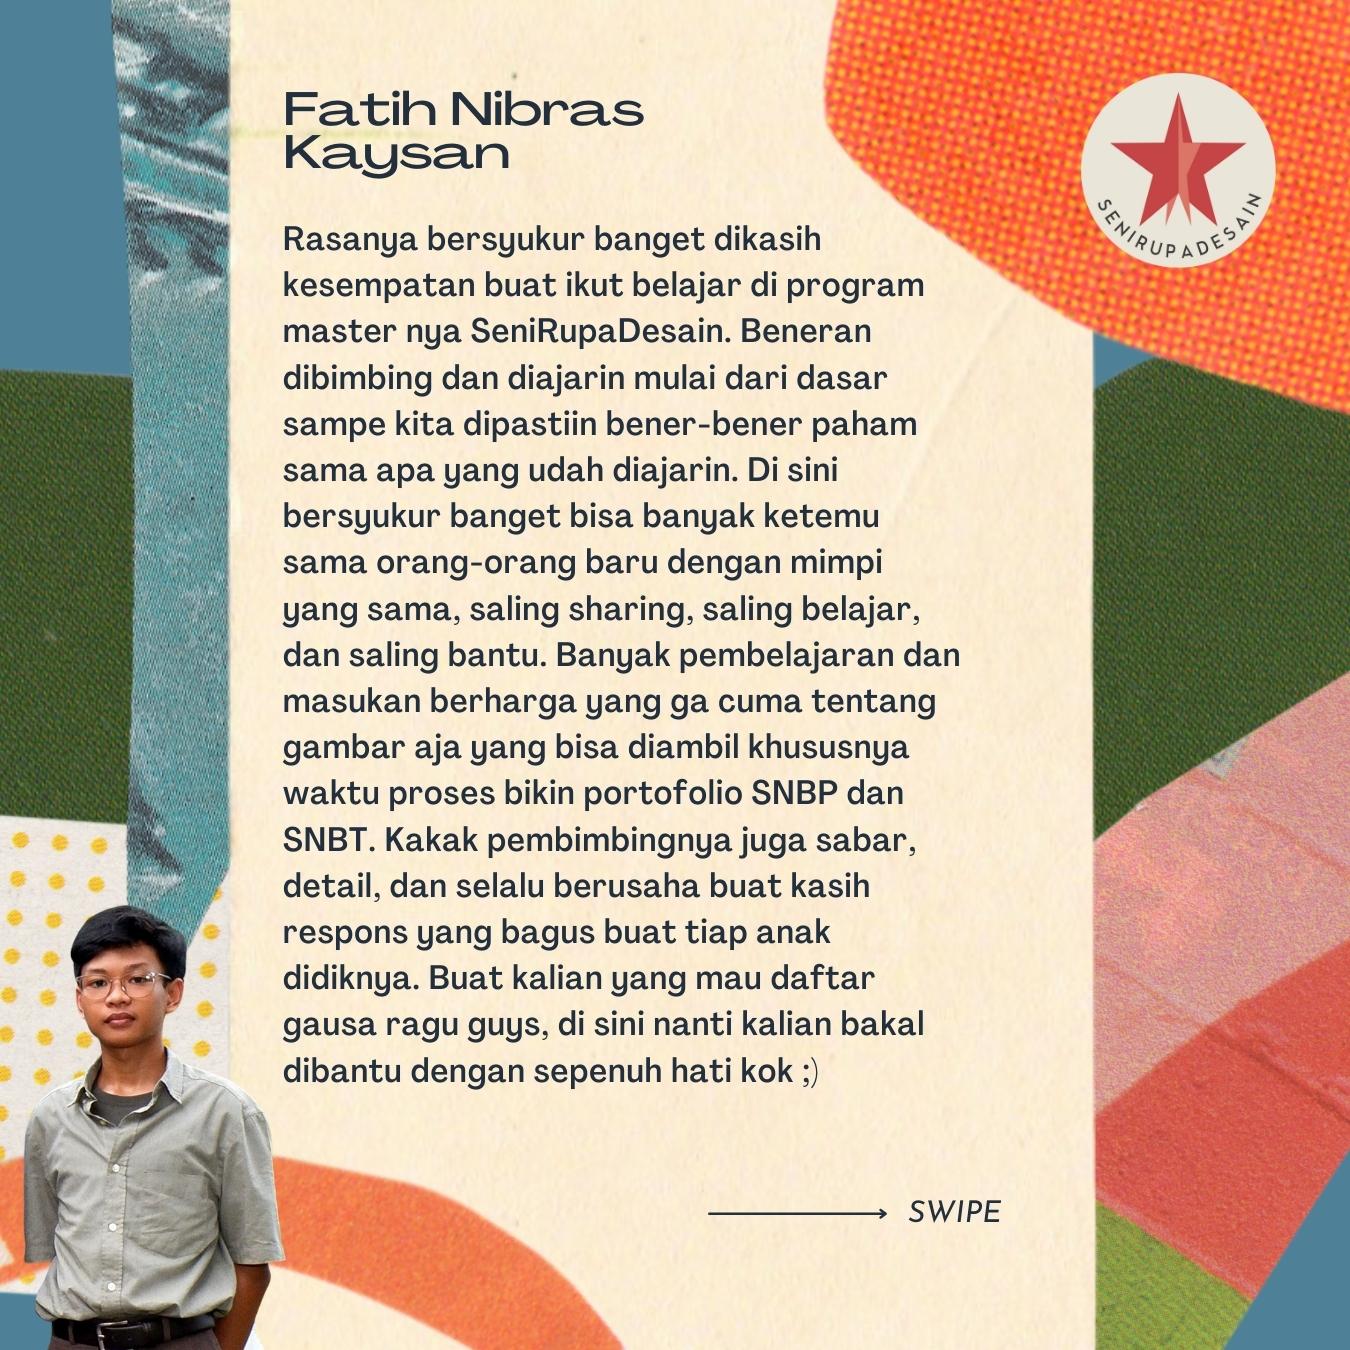 Fatih Nibras
Kaysan
SENIRUPADESAIN
Rasanya bersyukur banget dikasih
kesempatan buat ikut belajar di program
master nya SeniRupaDesain. Beneran
dibimbing dan diajarin mulai dari dasar
sampe kita dipastiin bener-bener paham
sama apa yang udah diajarin. Di sini
bersyukur banget bisa banyak ketemu
sama orang-orang baru dengan mimpi
yang sama, saling sharing, saling belajar,
dan saling bantu. Banyak pembelajaran dan
masukan berharga yang ga cuma tentang
gambar aja yang bisa diambil khususnya
waktu proses bikin portofolio SNBP dan
SNBT. Kakak pembimbingnya juga sabar,
detail, dan selalu berusaha buat kasih
respons yang bagus buat tiap anak
didiknya. Buat kalian yang mau daftar
gausa ragu guys, di sini nanti kalian bakal
dibantu dengan sepenuh hati kok ;)
SWIPE